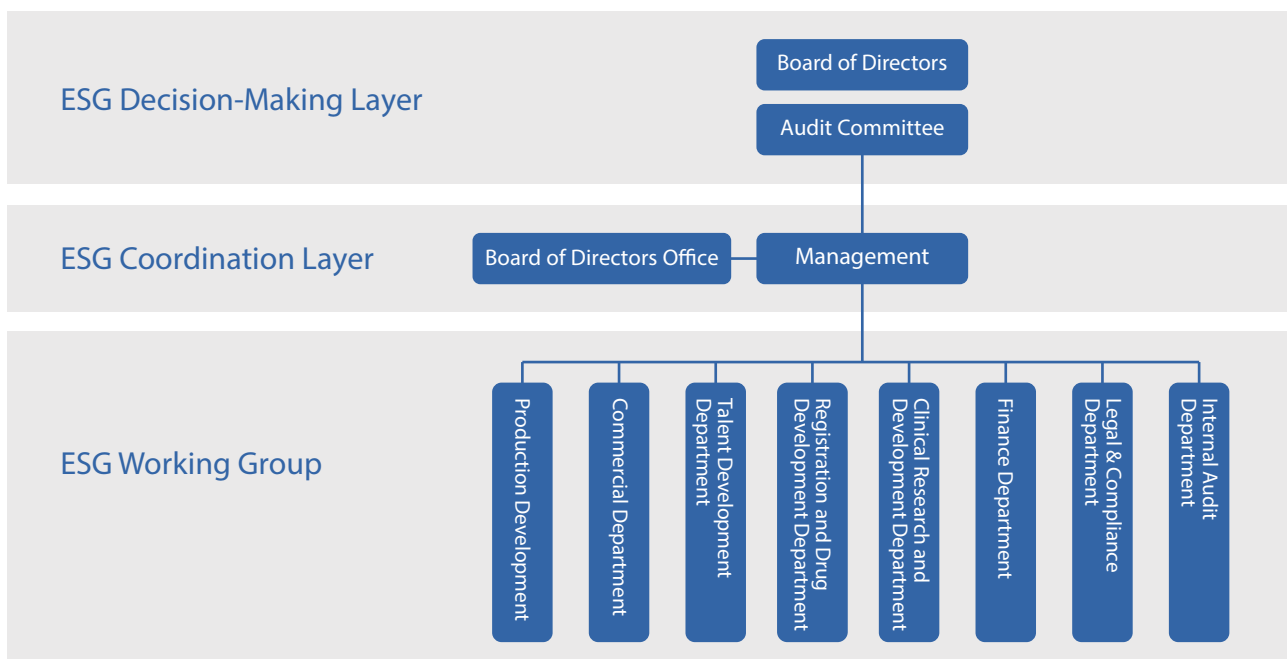 ESG Decision-Making Layer
Board of Directors
Audit Committee
ESG Coordination Layer
Board of Directors Office
Management
ESG Working Group
Production Development
Commercial Department
Talent Development
Department
Registration and Drug
Development Department
Clinical Research and
Development Department
Finance Department
Legal & Compliance
Department
Internal Audit
Department